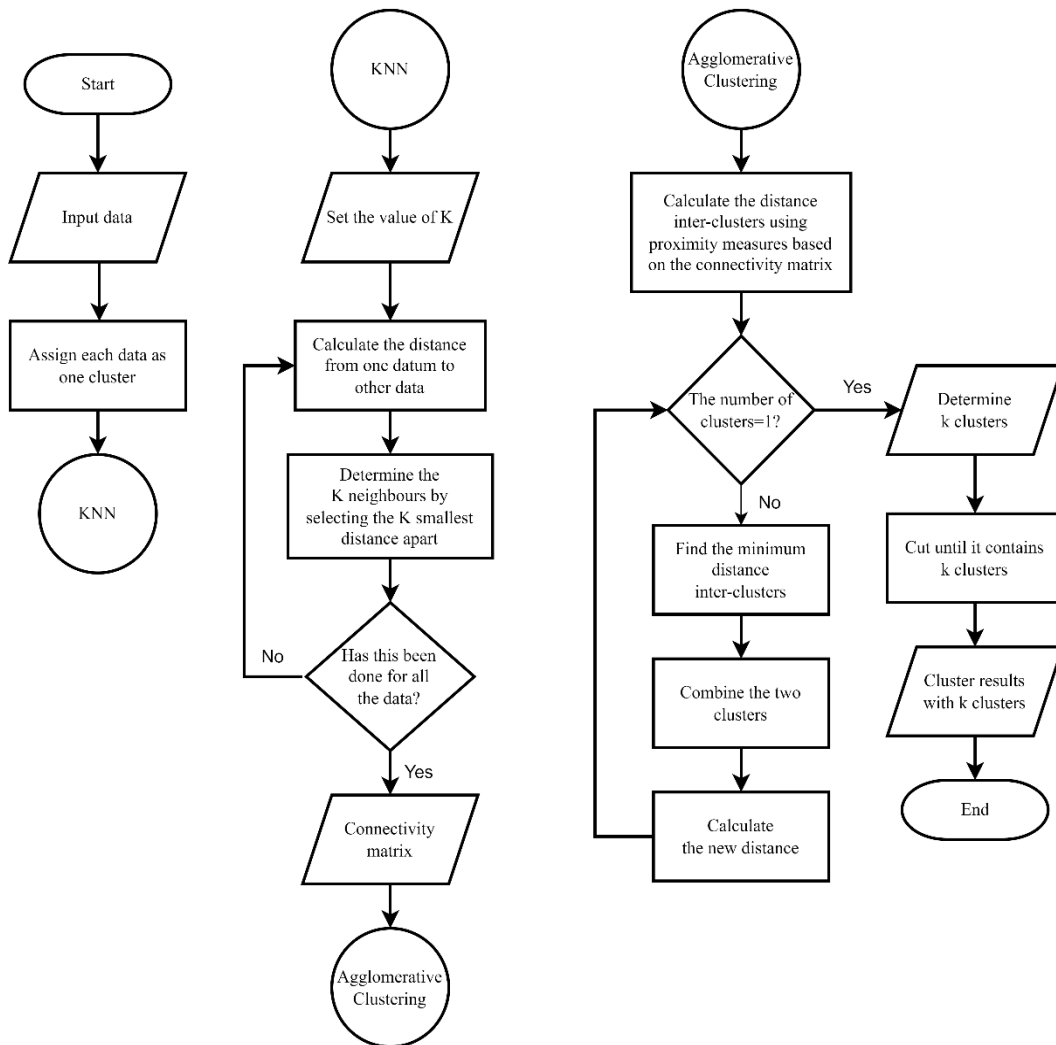 Start
Input data
Assign each data as
one cluster
KNN
KNN
Set the value of K
Calculate the distance
from one datum to
other data
Determine the
K neighbours by
selecting the K smallest
distance apart
Has this been
done for all
the data?
No
Yes
Connectivity
matrix
Agglomerative
Clustering
Agglomerative
Clustering
Calculate the distance
inter-clusters using
proximity measures based
on the connectivity matrix
The number of
clusters=1?
Yes
No
Find the minimum
distance
inter-clusters
Combine the two
clusters
Calculate
the new distance
Determine
k clusters
Cut until it contains
k clusters
Cluster results
with k clusters
End